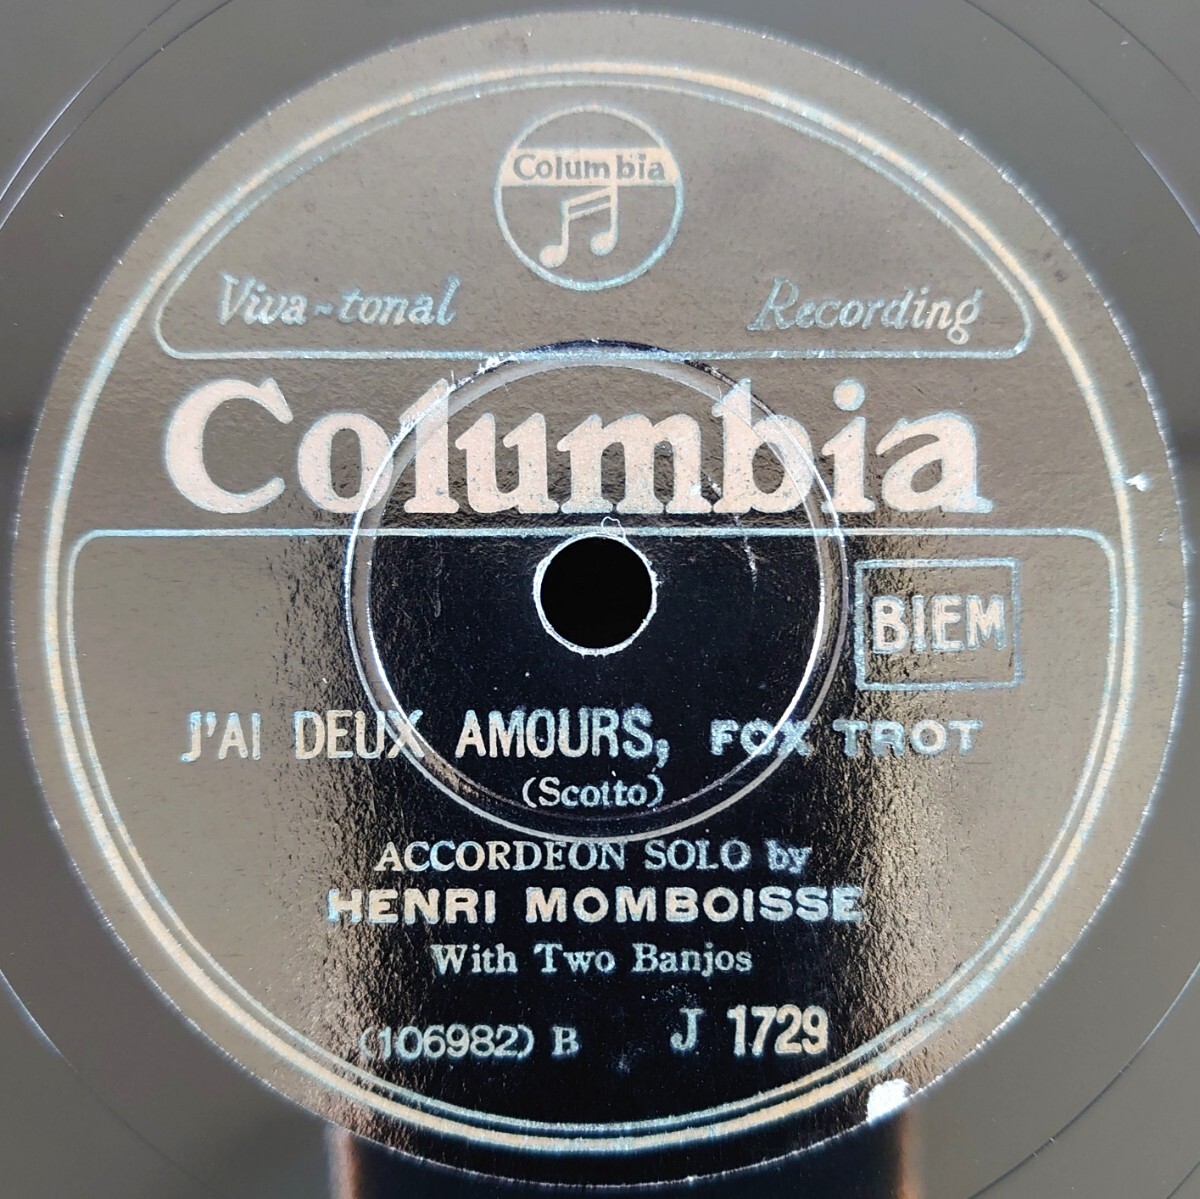 Columbia
Viva-tonal Recording
Columbia
BIEM
J'AI DEUX AMOURS, FOX TROT
(Scotto)
ACCORDEON SOLO by
HENRI MOMBOISSE
With Two Banjos
(106982) B J 1729